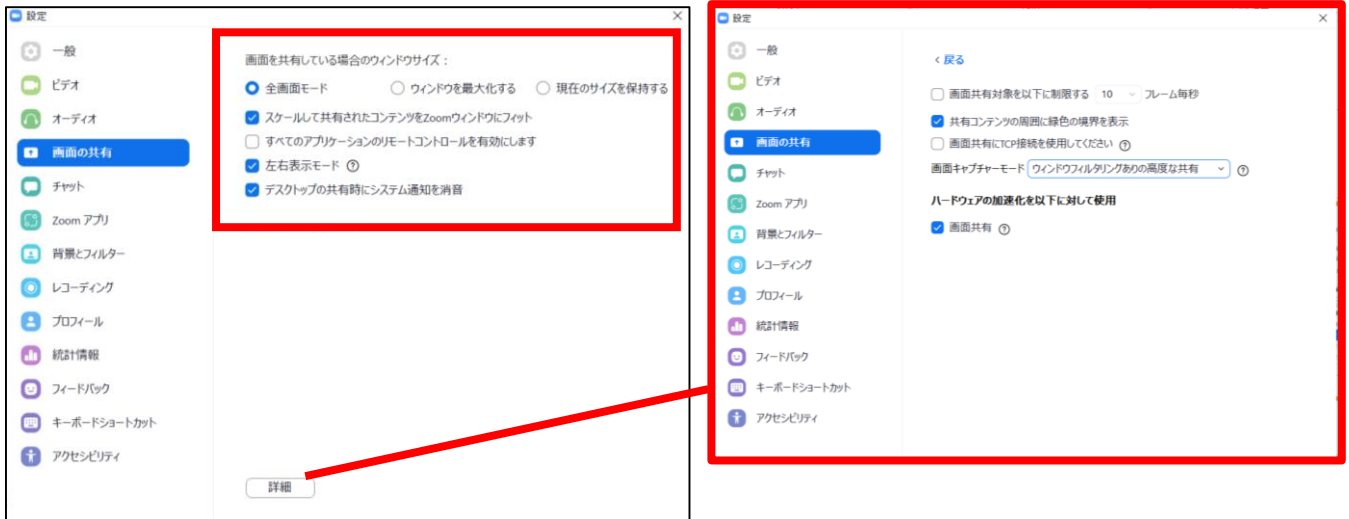 設定
一般
ビデオ
オーディオ
画面の共有
チャット
Zoom アプリ
背景とフィルター
レコーディング
プロフィール
統計情報
フィードバック
キーボードショートカット
アクセシビリティ
画面を共有している場合のウィンドウサイズ：
全画面モード ウィンドウを最大化する 現在のサイズを保持する
スケールして共有されたコンテンツをZoomウィンドウにフィット
すべてのアプリケーションのリモートコントロールを有効にします
左右表示モード
デスクトップの共有時にシステム通知を消音
詳細
設定
一般
ビデオ
オーディオ
画面の共有
チャット
Zoom アプリ
背景とフィルター
レコーディング
プロフィール
統計情報
フィードバック
キーボードショートカット
アクセシビリティ
< 戻る
画面共有対象を以下に制限する 10 フレーム毎秒
共有コンテンツの周囲に緑色の境界を表示
画面共有にTCP接続を使用してください
画面キャプチャーモード ウィンドウフィルタリングありの高度な共有
ハードウェアの加速化を以下に対して使用
画面共有